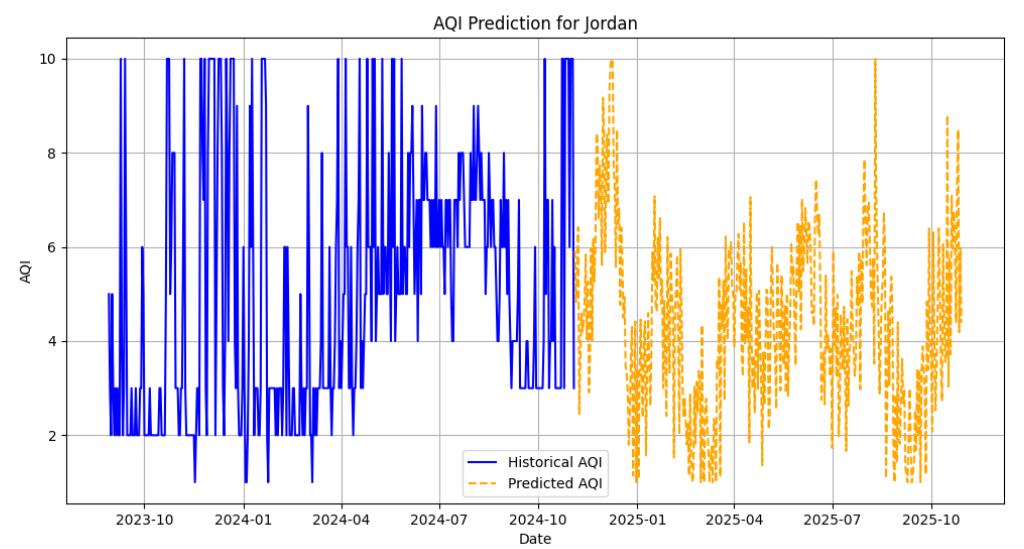 AQI Prediction for Jordan
AQI
10
8
6
4
2
Historical AQI
Predicted AQI
2023-10
2024-01
2024-04
2024-07
2024-10
2025-01
2025-04
2025-07
2025-10
Date